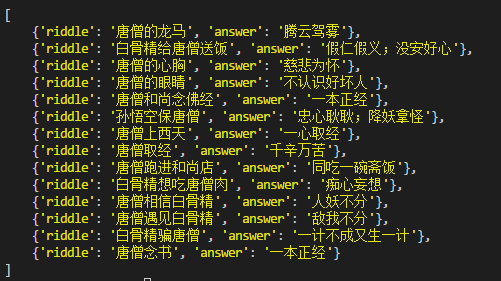 [
{'riddle': '唐僧的龙马', 'answer': '腾云驾雾'},
{'riddle': '白骨精给唐僧送饭', 'answer': '假仁假义；没安好心'},
{'riddle': '唐僧的心胸', 'answer': '慈悲为怀'},
{'riddle': '唐僧的眼睛', 'answer': '不认识好坏人'},
{'riddle': '唐僧和尚念佛经', 'answer': '一本正经'},
{'riddle': '孙悟空保唐僧', 'answer': '忠心耿耿；降妖拿怪'},
{'riddle': '唐僧上西天', 'answer': '一心取经'},
{'riddle': '唐僧取经', 'answer': '千辛万苦'},
{'riddle': '唐僧跑进和尚店', 'answer': '同吃一碗斋饭'},
{'riddle': '白骨精想吃唐僧肉', 'answer': '痴心妄想'},
{'riddle': '唐僧相信白骨精', 'answer': '人妖不分'},
{'riddle': '唐僧遇见白骨精', 'answer': '敌我不分'},
{'riddle': '白骨精骗唐僧', 'answer': '一计不成又生一计'},
{'riddle': '唐僧念书', 'answer': '一本正经'}
]